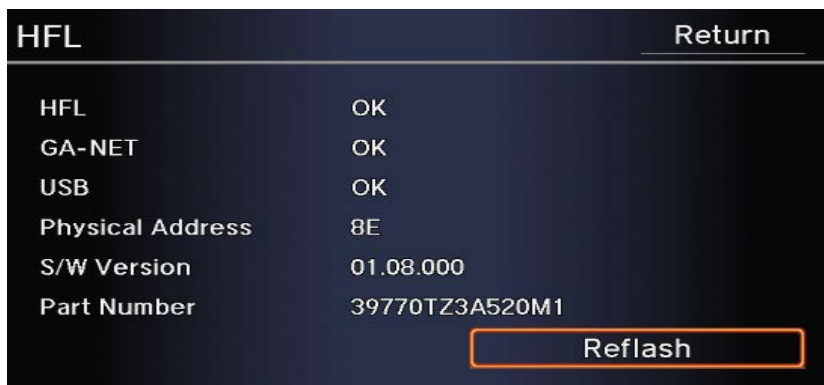 HFL Return
HFL OK
GA-NET OK
USB OK
Physical Address 8E
S/W Version 01.08.000
Part Number 39770TZ3A520M1
Reflash